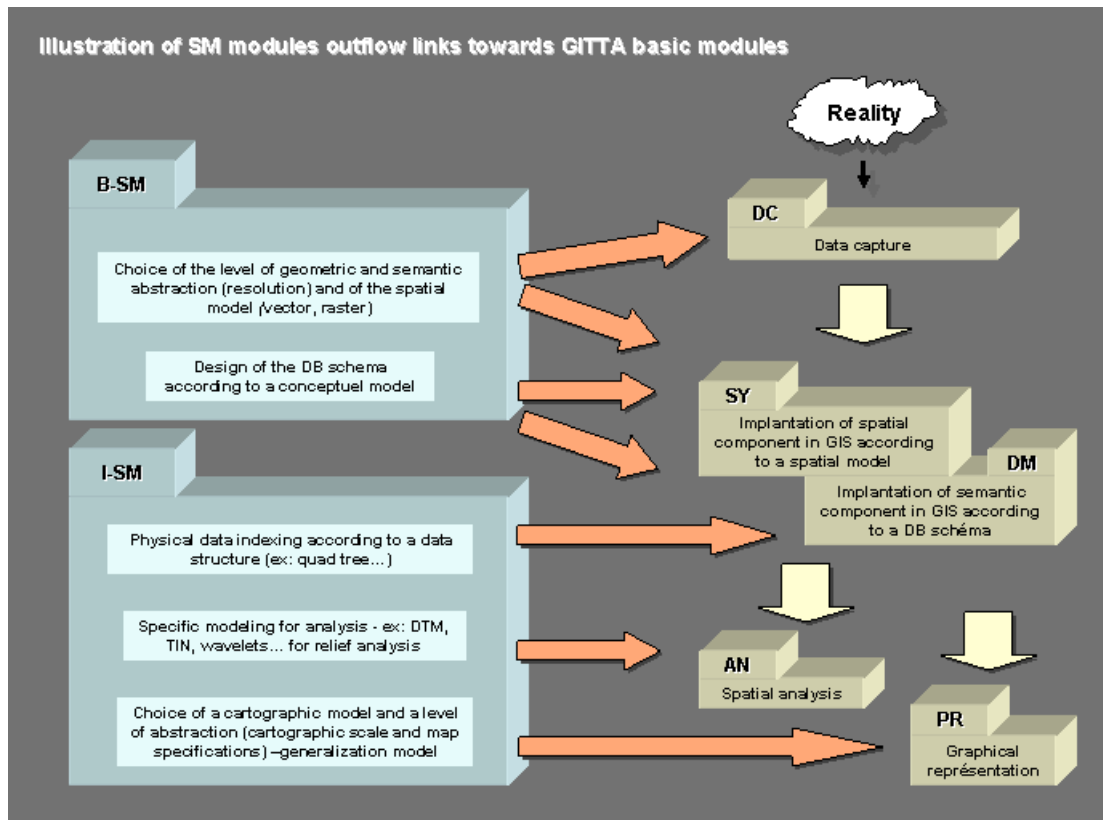 Illustration of SM modules outflow links towards GITTA basic modules
Reality
B-SM
Choice of the level of geometric and semantic
abstraction (resolution) and of the spatial
model (vector, raster)
Design of the DB schema
according to a conceptuel model
DC
Data capture
SY
Implantation of spatial
component in GIS according
to a spatial model
DM
Implantation of semantic
component in GIS according
to a DB schéma
I-SM
Physical data indexing according to a data
structure (ex: quad tree...)
Specific modeling for analysis - ex: DTM,
TIN, wavelets... for relief analysis
Choice of a cartographic model and a level
of abstraction (cartographic scale and map
specifications) –generalization model
AN
Spatial analysis
PR
Graphical
représentation